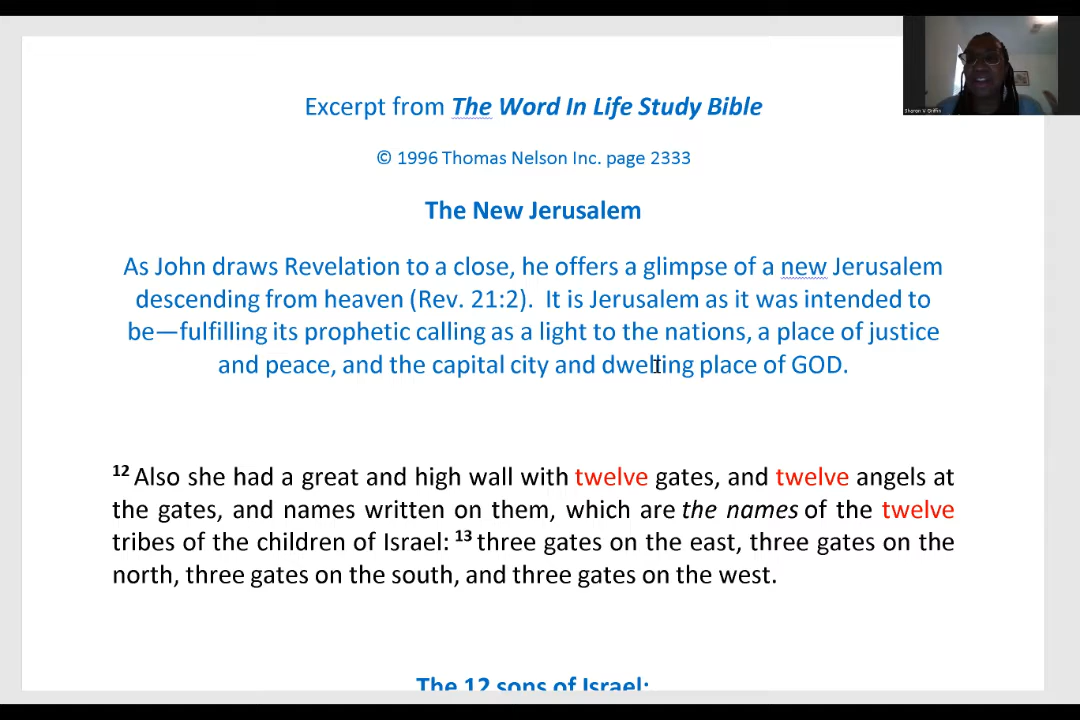 Sharon V Griffin
Excerpt from The Word In Life Study Bible
© 1996 Thomas Nelson Inc. page 2333
The New Jerusalem
As John draws Revelation to a close, he offers a glimpse of a new Jerusalem
descending from heaven (Rev. 21:2).  It is Jerusalem as it was intended to
be—fulfilling its prophetic calling as a light to the nations, a place of justice
and peace, and the capital city and dwelling place of GOD.
12 Also she had a great and high wall with twelve gates, and twelve angels at
the gates, and names written on them, which are the names of the twelve
tribes of the children of Israel: 13 three gates on the east, three gates on the
north, three gates on the south, and three gates on the west.
The 12 sons of Israel: